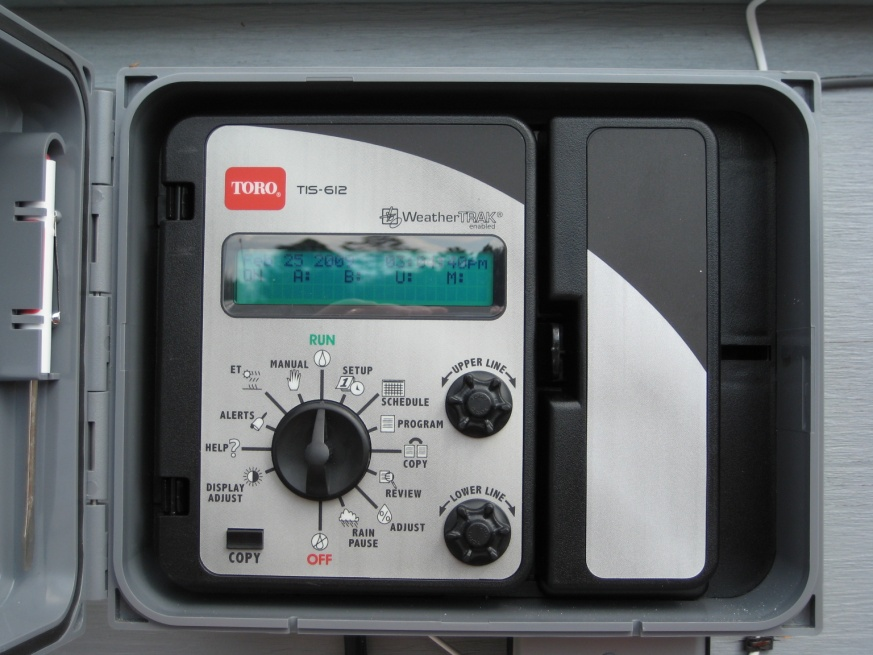 TORO®
TIS-612
WeatherTRAK®
enabled
25
A: B: U: M:
RUN
MANUAL
SETUP
ET
SCHEDULE
UPPER LINE
ALERTS
PROGRAM
HELP?
COPY
DISPLAY
ADJUST
REVIEW
LOWER LINE
ADJUST
RAIN
PAUSE
OFF
COPY